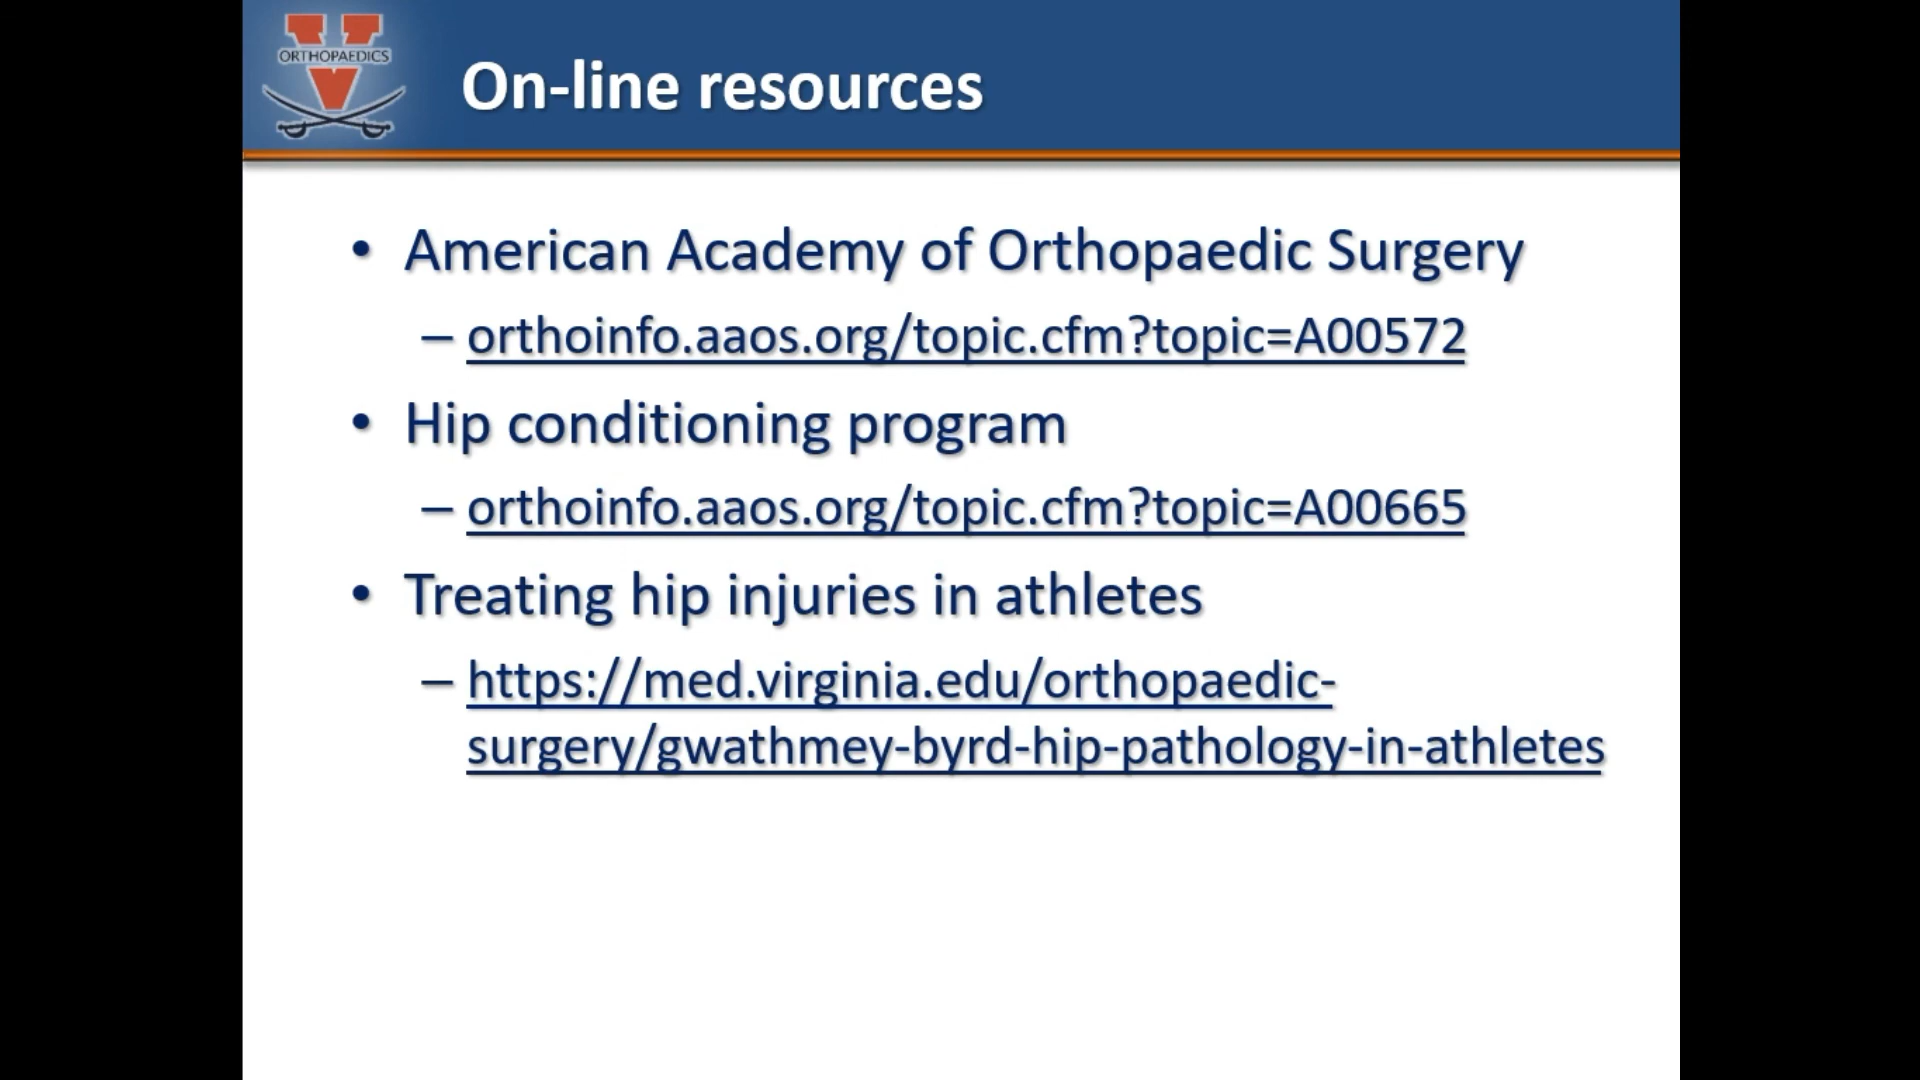 ORTHOPAEDICS
On-line resources
• American Academy of Orthopaedic Surgery
– orthoinfo.aaos.org/topic.cfm?topic=A00572
• Hip conditioning program
– orthoinfo.aaos.org/topic.cfm?topic=A00665
• Treating hip injuries in athletes
– https://med.virginia.edu/orthopaedic-
surgery/gwathmey-byrd-hip-pathology-in-athletes